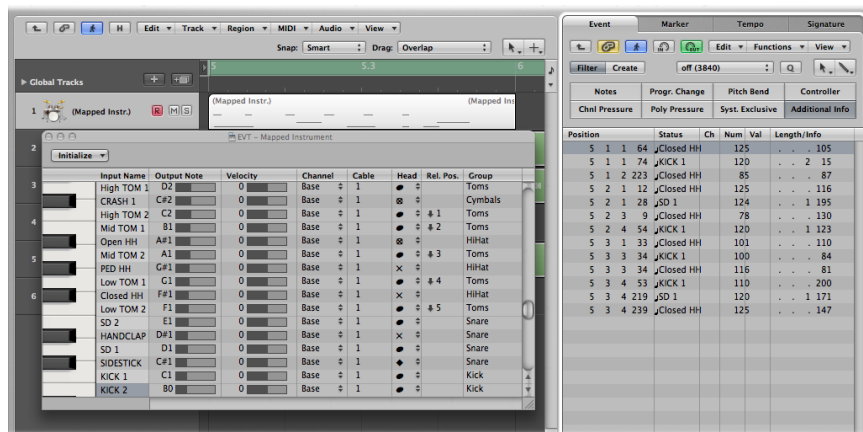 H Edit Track Region MIDI Audio View
Snap: Smart Drag: Overlap
5 5.3 6
Global Tracks
1 (Mapped Instr.) R M S
(Mapped Instr.) (Mapped Ins
2
3
4
5
6
EVT – Mapped Instrument
Initialize
Input Name Output Note Velocity Channel Cable Head Rel. Pos. Group
High TOM 1 D2 0 Base 1 Toms
CRASH 1 C#2 0 Base 1 Cymbals
High TOM 2 C2 0 Base 1 1 Toms
Mid TOM 1 B1 0 Base 1 2 Toms
Open HH A#1 0 Base 1 HiHat
Mid TOM 2 A1 0 Base 1 3 Toms
PED HH G#1 0 Base 1 HiHat
Low TOM 1 G1 0 Base 1 4 Toms
Closed HH F#1 0 Base 1 HiHat
Low TOM 2 F1 0 Base 1 5 Toms
SD 2 E1 0 Base 1 Snare
HANDCLAP D#1 0 Base 1 Snare
SD 1 D1 0 Base 1 Snare
SIDESTICK C#1 0 Base 1 Snare
KICK 1 C1 0 Base 1 Kick
KICK 2 B0 0 Base 1 Kick
Event Marker Tempo Signature
IN OUT Edit Functions View
Filter Create off (3840) Q
Notes Progr. Change Pitch Bend Controller
Chnl Pressure Poly Pressure Syst. Exclusive Additional Info
Position Status Ch Num Val Length/Info
5 1 1 64 Closed HH 125 . . . 105
5 1 1 74 KICK 1 120 . . 2 15
5 1 2 223 Closed HH 85 . . . 87
5 2 1 12 Closed HH 125 . . . 116
5 2 1 28 SD 1 124 . . 1 195
5 2 3 9 Closed HH 78 . . . 130
5 2 4 54 KICK 1 120 . . 1 123
5 3 1 33 Closed HH 101 . . . 110
5 3 3 34 KICK 1 100 . . . 84
5 3 3 34 Closed HH 116 . . . 81
5 3 4 53 KICK 1 110 . . . 200
5 3 4 219 SD 1 120 . . 1 171
5 3 4 239 Closed HH 125 . . . 147